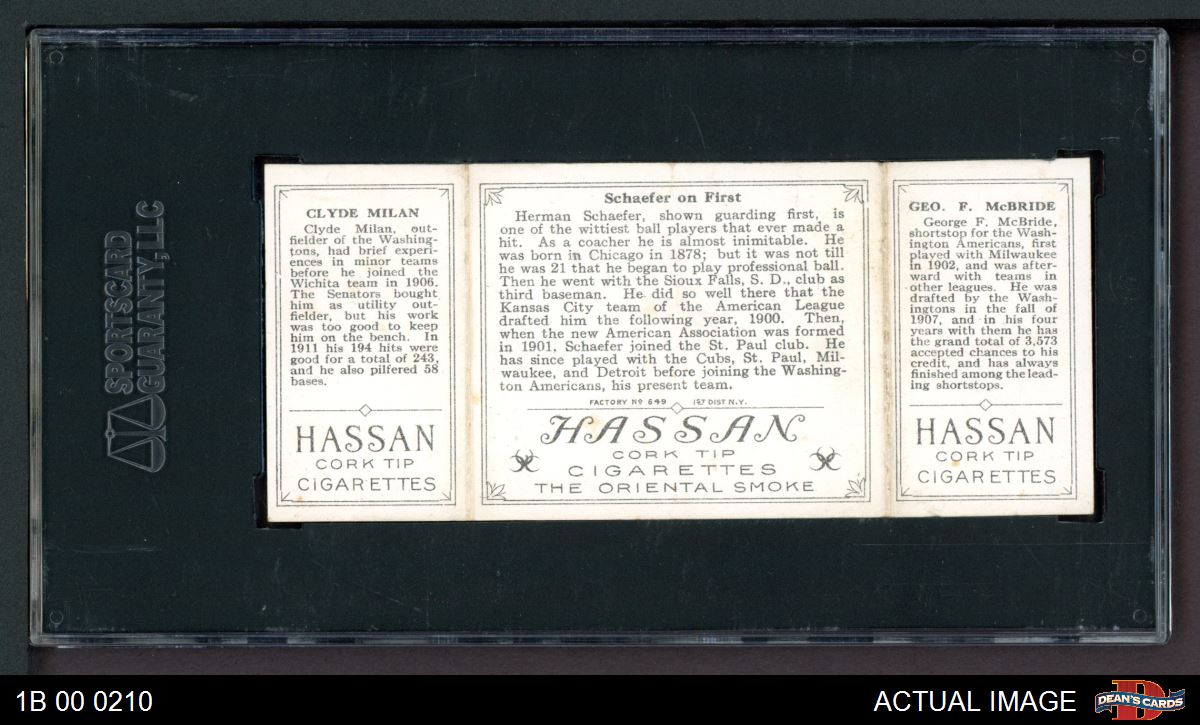 SPORTSCARD
GUARANTY, LLC
CLYDE MILAN
Clyde Milan, out-
fielder of the Washing-
tons, had brief experi-
ences in minor teams
before he joined the
Wichita team in 1906.
The Senators bought
him as utility out-
fielder, but his work
was too good to keep
him on the bench. In
1911 his 194 hits were
good for a total of 243,
and he also pilfered 58
bases.
HASSAN
CORK TIP
CIGARETTES
Schaefer on First
Herman Schaefer, shown guarding first, is
one of the wittiest ball players that ever made a
hit. As a coacher he is almost inimitable. He
was born in Chicago in 1878; but it was not till
he was 21 that he began to play professional ball.
Then he went with the Sioux Falls, S. D., club as
third baseman. He did so well there that the
Kansas City team of the American League
drafted him the following year, 1900. Then,
when the new American Association was formed
in 1901, Schaefer joined the St. Paul club. He
has since played with the Cubs, St. Paul, Mil-
waukee, and Detroit before joining the Washing-
ton Americans, his present team.
FACTORY Nº 649 1ST DIST N.Y.
HASSAN
CORK TIP
CIGARETTES
THE ORIENTAL SMOKE
GEO. F. McBRIDE
George F. McBride,
shortstop for the Wash-
ington Americans, first
played with Milwaukee
in 1902, and was after-
ward with teams in
other leagues. He was
drafted by the Wash-
ingtons in the fall of
1907, and in his four
years with them he has
the grand total of 3,573
accepted chances to his
credit, and has always
finished among the lead-
ing shortstops.
HASSAN
CORK TIP
CIGARETTES
1B 00 0210
ACTUAL IMAGE
DEAN'S CARDS